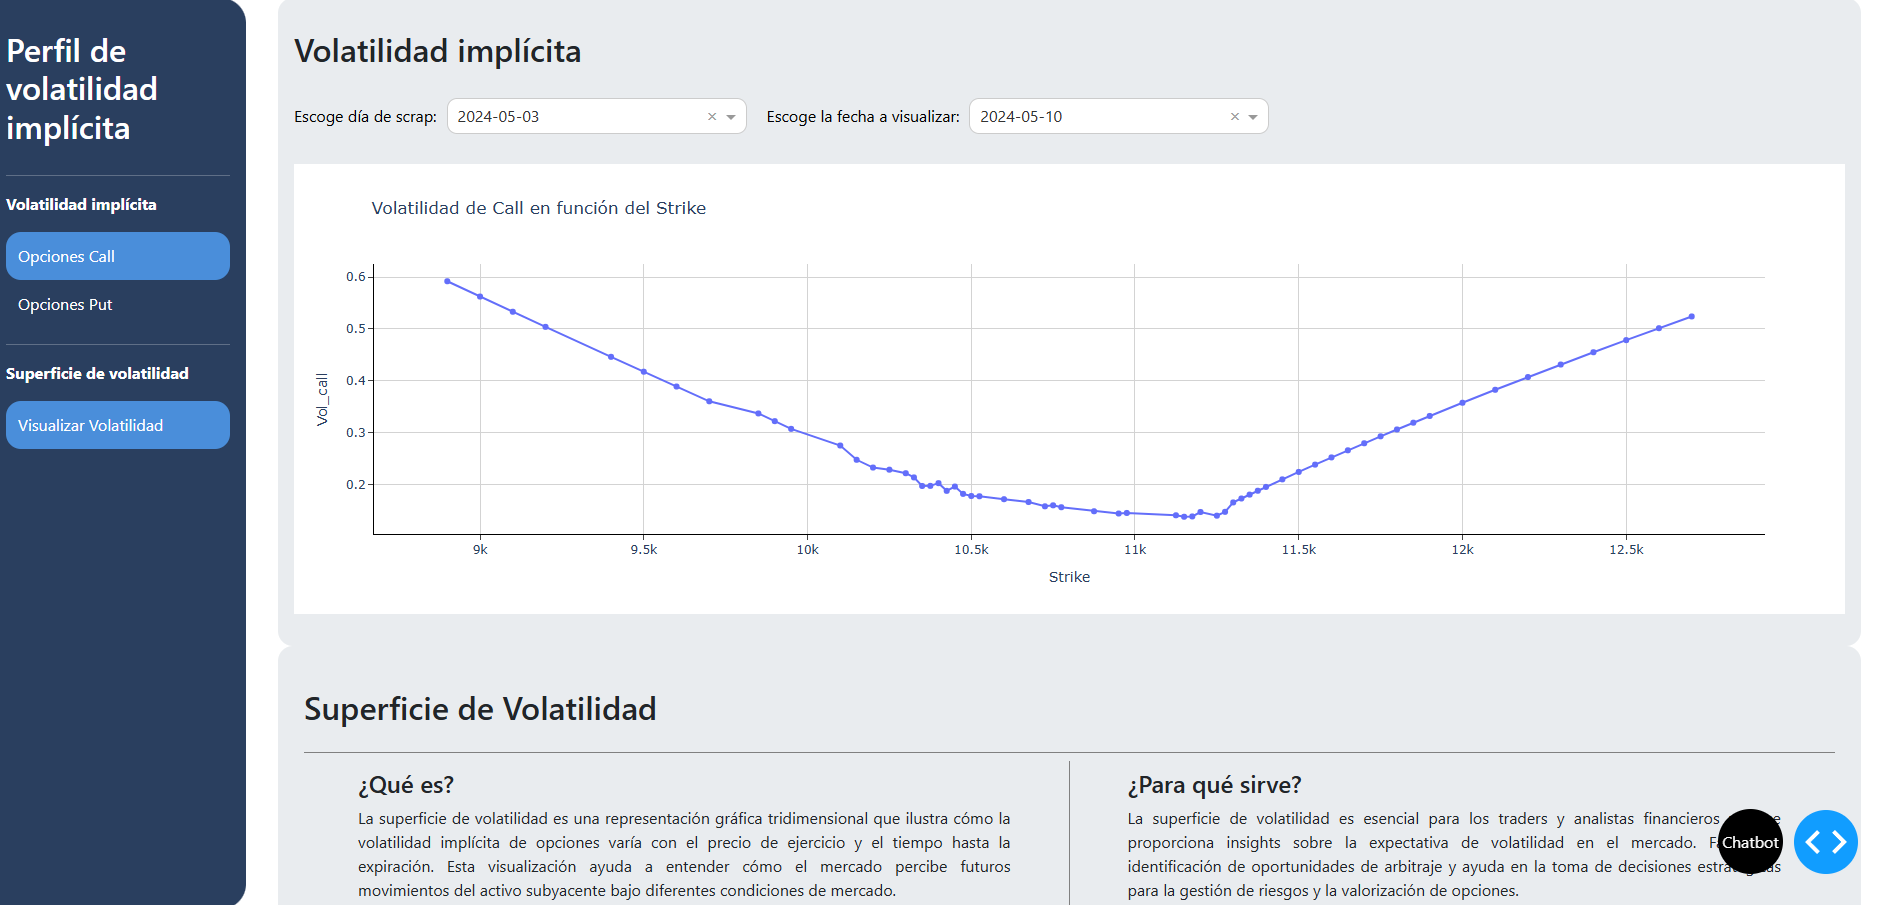 Perfil de
volatilidad
implícita
Volatilidad implícita
Opciones Call
Opciones Put
Superficie de volatilidad
Visualizar Volatilidad
Volatilidad implícita
Escoge día de scrap: 2024-05-03 × Escoge la fecha a visualizar: 2024-05-10 ×
Volatilidad de Call en función del Strike
Vol_call
0.6
0.5
0.4
0.3
0.2
9k 9.5k 10k 10.5k 11k 11.5k 12k 12.5k
Strike
Superficie de Volatilidad
¿Qué es?
La superficie de volatilidad es una representación gráfica tridimensional que ilustra cómo la
volatilidad implícita de opciones varía con el precio de ejercicio y el tiempo hasta la
expiración. Esta visualización ayuda a entender cómo el mercado percibe futuros
movimientos del activo subyacente bajo diferentes condiciones de mercado.
¿Para qué sirve?
La superficie de volatilidad es esencial para los traders y analistas financieros
proporciona insights sobre la expectativa de volatilidad en el mercado.
identificación de oportunidades de arbitraje y ayuda en la toma de decisiones
para la gestión de riesgos y la valorización de opciones.
Chatbot